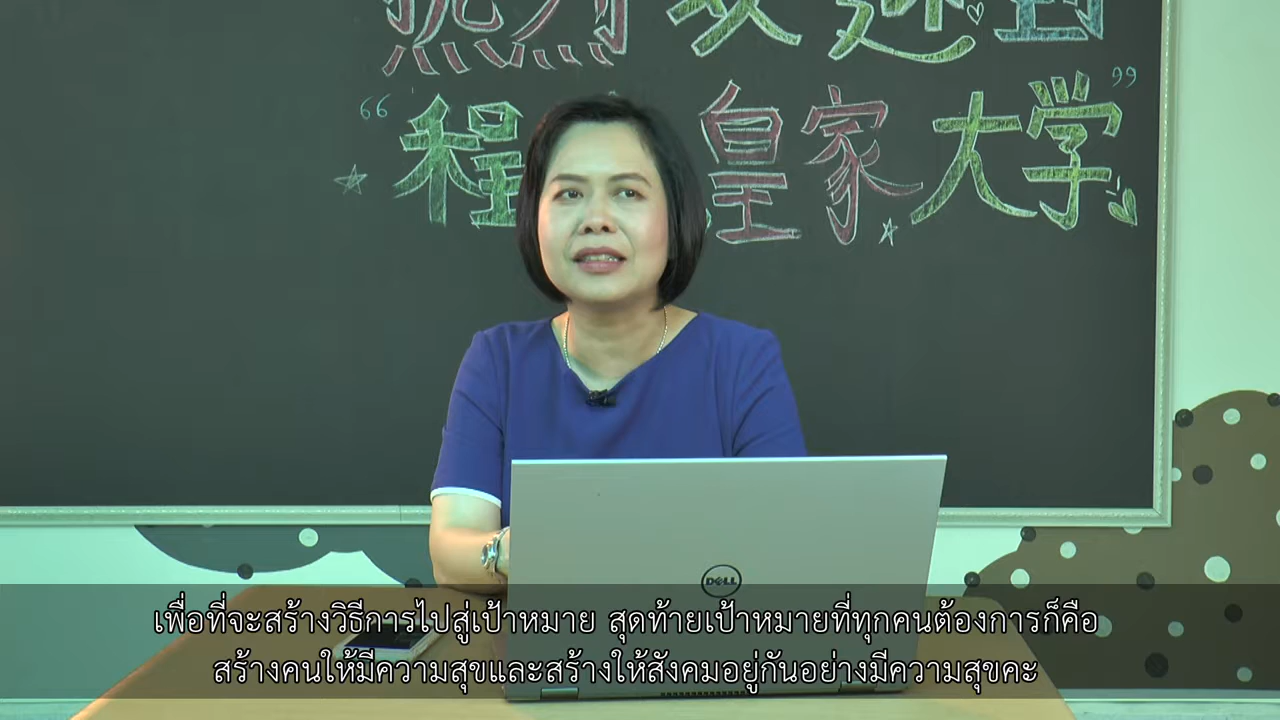 热烈欢迎到
“程 皇家大学”
DELL
เพื่อที่จะสร้างวิธีการไปสู่เป้าหมาย สุดท้ายเป้าหมายที่ทุกคนต้องการก็คือ
สร้างคนให้มีความสุขและสร้างให้สังคมอยู่กันอย่างมีความสุขคะ